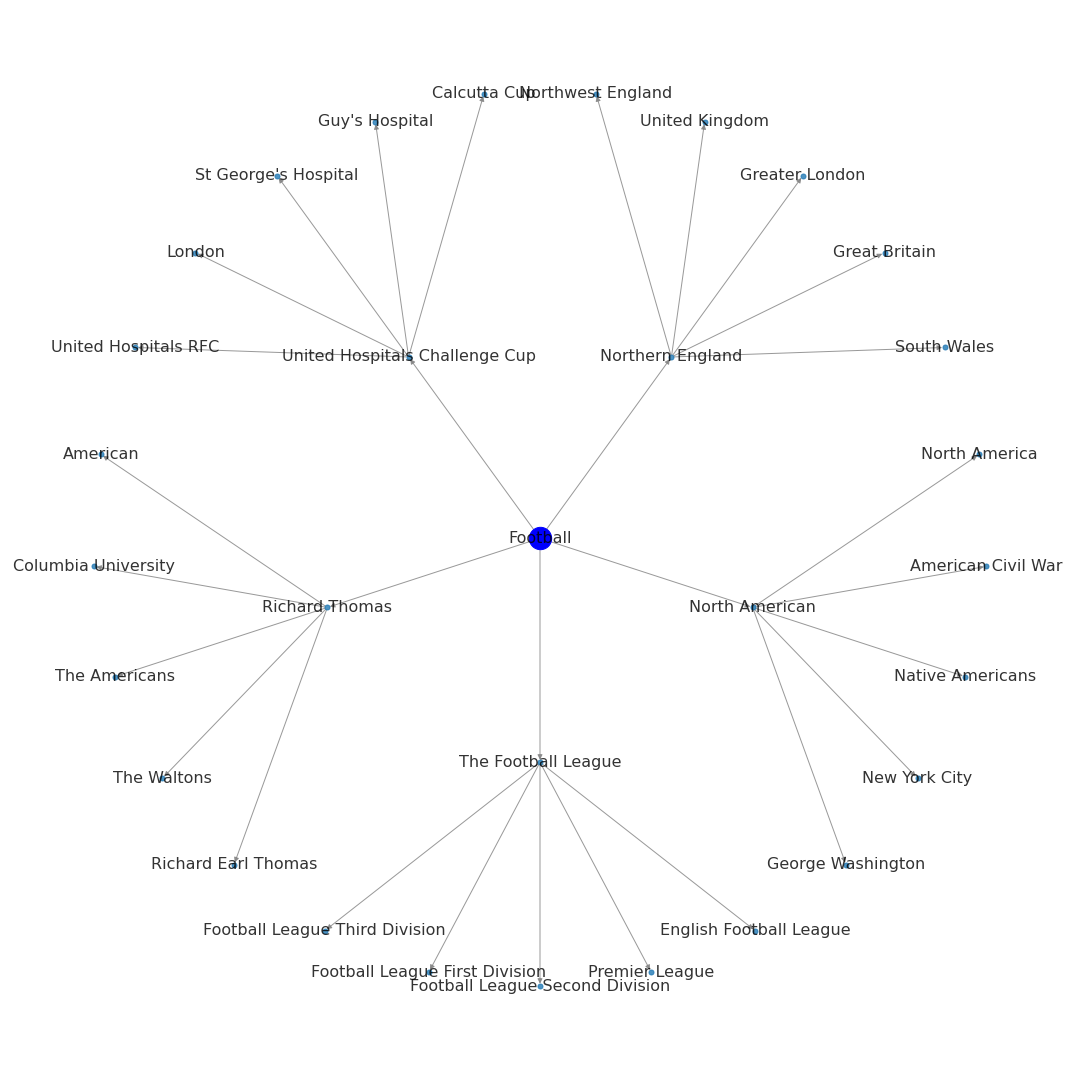 Calcutta Cup
Northwest England
Guy's Hospital
United Kingdom
St George's Hospital
Greater London
London
Great Britain
United Hospitals RFC
South Wales
United Hospitals Challenge Cup
Northern England
American
North America
Football
Columbia University
American Civil War
Richard Thomas
North American
The Americans
Native Americans
The Football League
The Waltons
New York City
Richard Earl Thomas
George Washington
Football League Third Division
English Football League
Football League First Division
Premier League
Football League Second Division